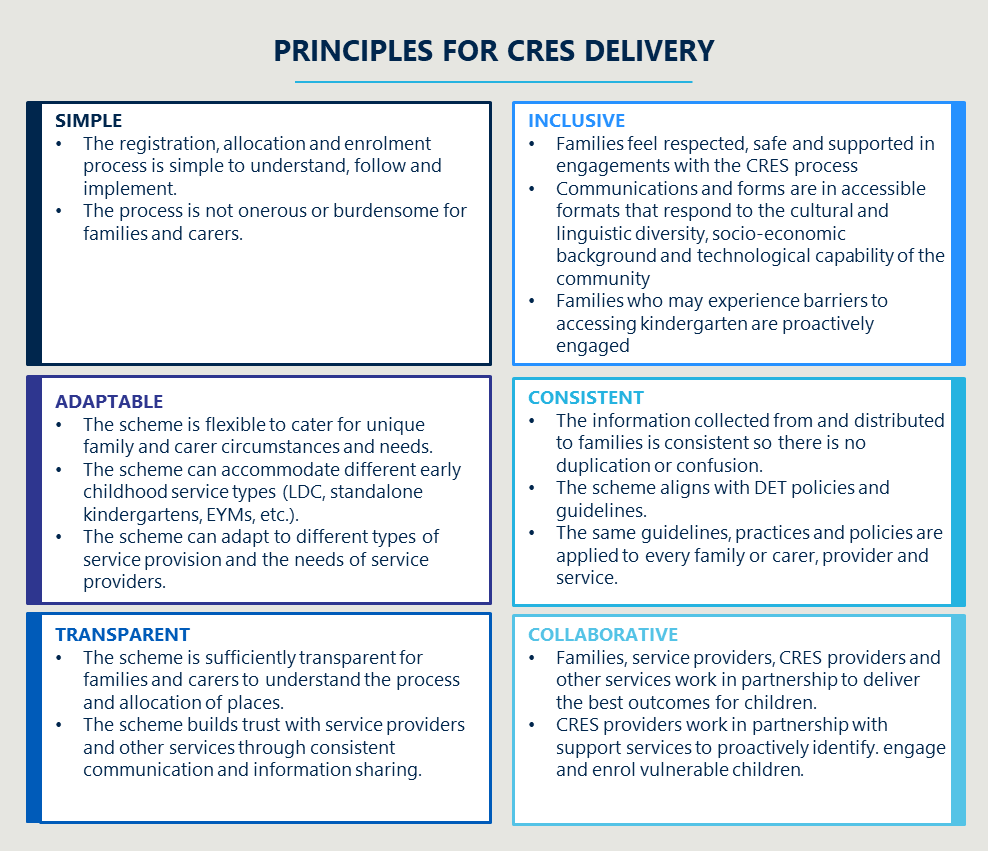 PRINCIPLES FOR CRES DELIVERY
SIMPLE
• The registration, allocation and enrolment
process is simple to understand, follow and
implement.
• The process is not onerous or burdensome for
families and carers.
INCLUSIVE
• Families feel respected, safe and supported in
engagements with the CRES process
• Communications and forms are in accessible
formats that respond to the cultural and
linguistic diversity, socio-economic
background and technological capability of the
community
• Families who may experience barriers to
accessing kindergarten are proactively
engaged
ADAPTABLE
• The scheme is flexible to cater for unique
family and carer circumstances and needs.
• The scheme can accommodate different early
childhood service types (LDC, standalone
kindergartens, EYMs, etc.).
• The scheme can adapt to different types of
service provision and the needs of service
providers.
CONSISTENT
• The information collected from and distributed
to families is consistent so there is no
duplication or confusion.
• The scheme aligns with DET policies and
guidelines.
• The same guidelines, practices and policies are
applied to every family or carer, provider and
service.
TRANSPARENT
• The scheme is sufficiently transparent for
families and carers to understand the process
and allocation of places.
• The scheme builds trust with service providers
and other services through consistent
communication and information sharing.
COLLABORATIVE
• Families, service providers, CRES providers and
other services work in partnership to deliver
the best outcomes for children.
• CRES providers work in partnership with
support services to proactively identify. engage
and enrol vulnerable children.